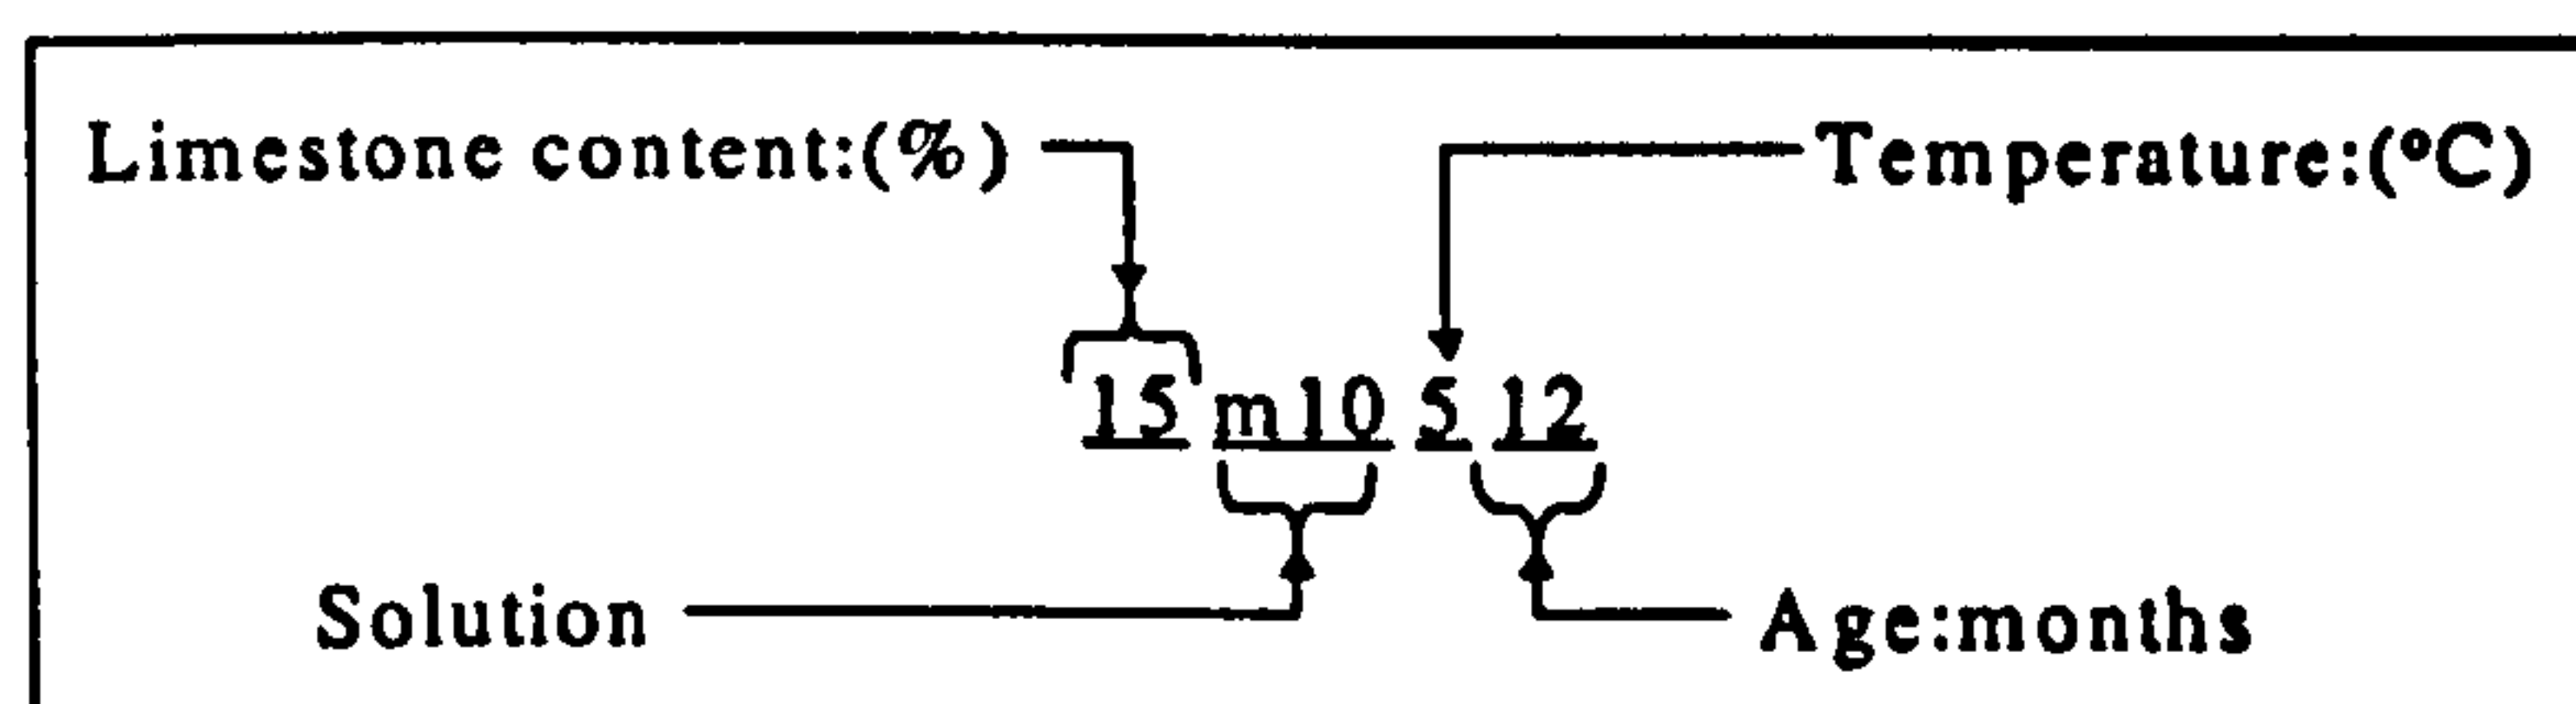 Limestone content:(%) Temperature:(°C)
15 m10 5 12
Solution Age:months